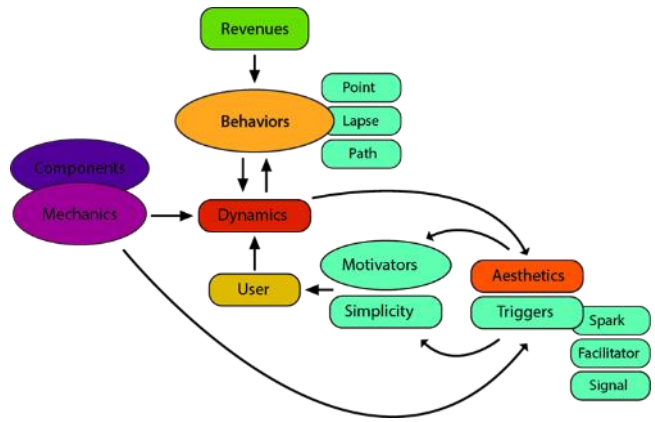 Revenues
Point
Behaviors
Lapse
Path
Components
Mechanics
Dynamics
Motivators
Aesthetics
User
Simplicity
Triggers
Spark
Facilitator
Signal